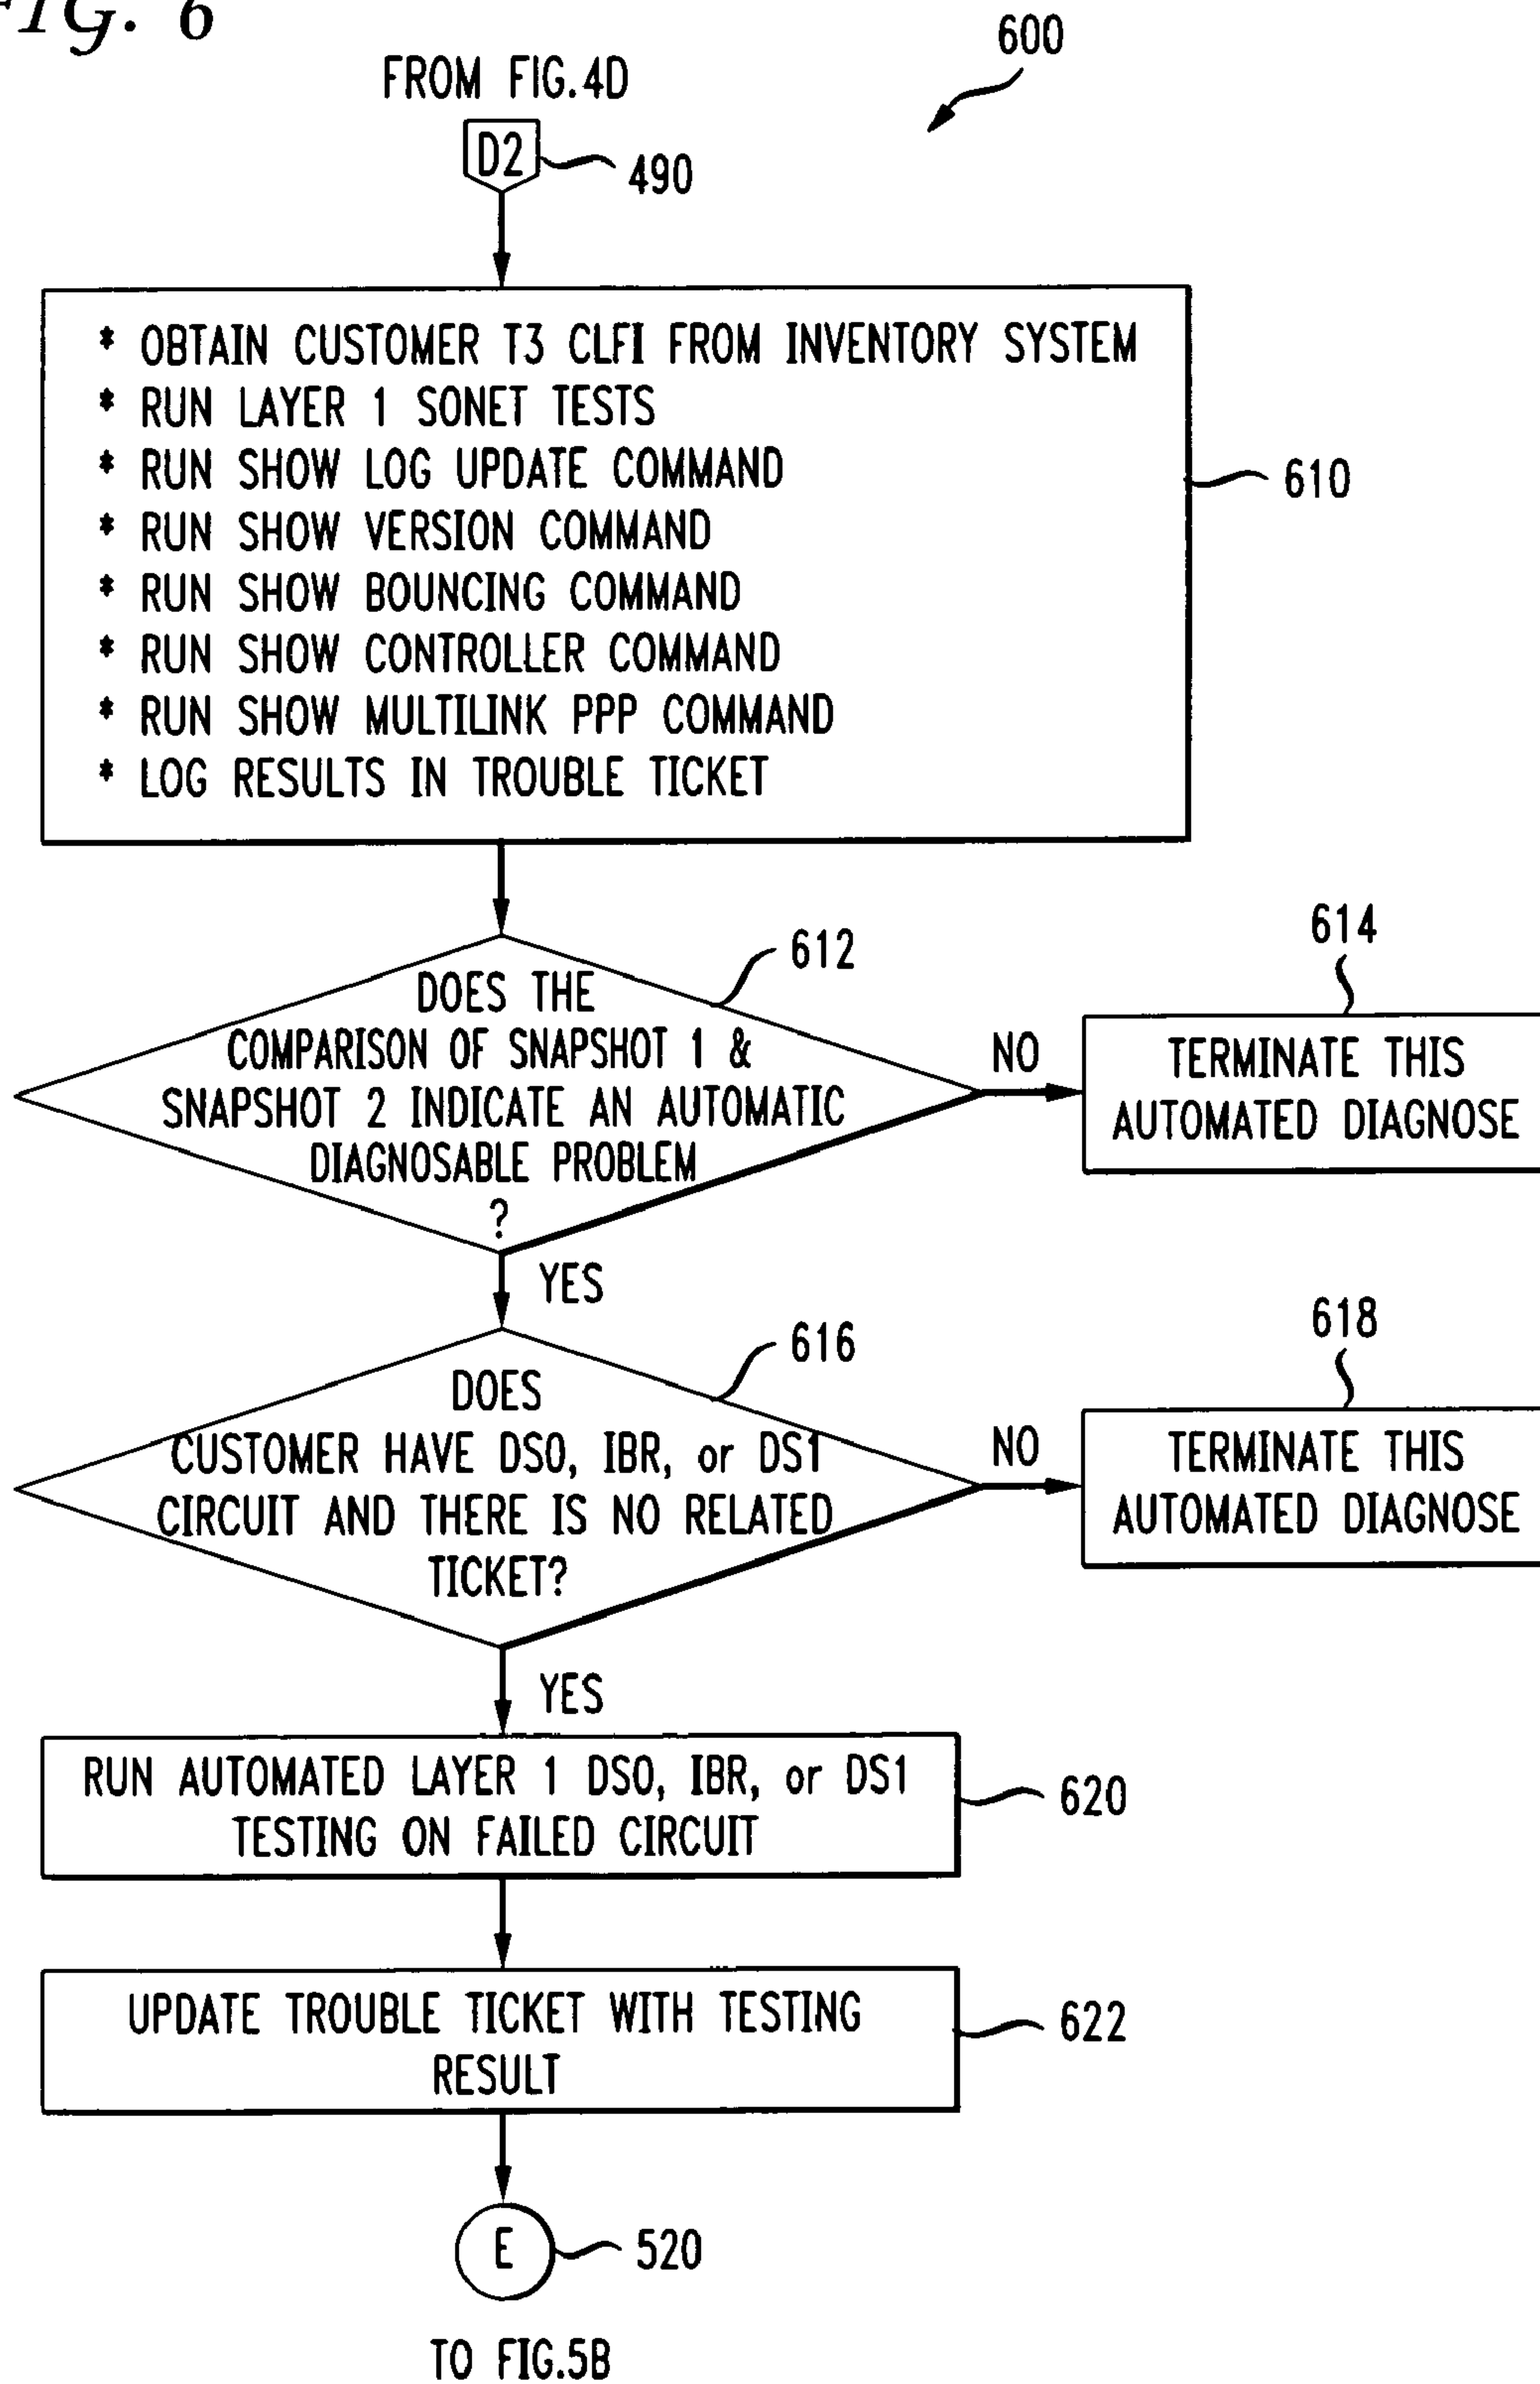 FIG. 6
600
FROM FIG.4D
D2
490
* OBTAIN CUSTOMER T3 CLFI FROM INVENTORY SYSTEM
* RUN LAYER 1 SONET TESTS
* RUN SHOW LOG UPDATE COMMAND
* RUN SHOW VERSION COMMAND
* RUN SHOW BOUNCING COMMAND
* RUN SHOW CONTROLLER COMMAND
* RUN SHOW MULTILINK PPP COMMAND
* LOG RESULTS IN TROUBLE TICKET
610
612
DOES THE
COMPARISON OF SNAPSHOT 1 &
SNAPSHOT 2 INDICATE AN AUTOMATIC
DIAGNOSABLE PROBLEM
?
NO
614
TERMINATE THIS
AUTOMATED DIAGNOSE
YES
616
DOES
CUSTOMER HAVE DS0, IBR, or DS1
CIRCUIT AND THERE IS NO RELATED
TICKET?
NO
618
TERMINATE THIS
AUTOMATED DIAGNOSE
YES
RUN AUTOMATED LAYER 1 DS0, IBR, or DS1
TESTING ON FAILED CIRCUIT
620
UPDATE TROUBLE TICKET WITH TESTING
RESULT
622
E
520
TO FIG.5B